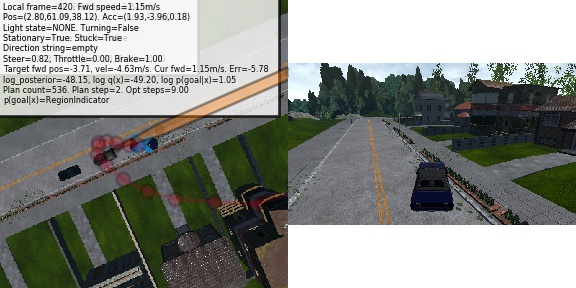 Local frame=420. Fwd speed=1.15m/s
Pos=(2.80,61.09,38.12). Acc=(1.93,-3.96,0.18)
Light state=NONE. Turning=False
Stationary=True. Stuck=True
Direction string=empty
Steer=0.82, Throttle=0.00, Brake=1.00
Target fwd pos=-3.71, vel=-4.63m/s. Cur fwd=1.15m/s. Err=-5.78
log_posterior=-48.15, log q(x)=-49.20, log p(goal|x)=1.05
Plan count=536. Plan step=2. Opt steps=9.00
p(goal|x)=RegionIndicator